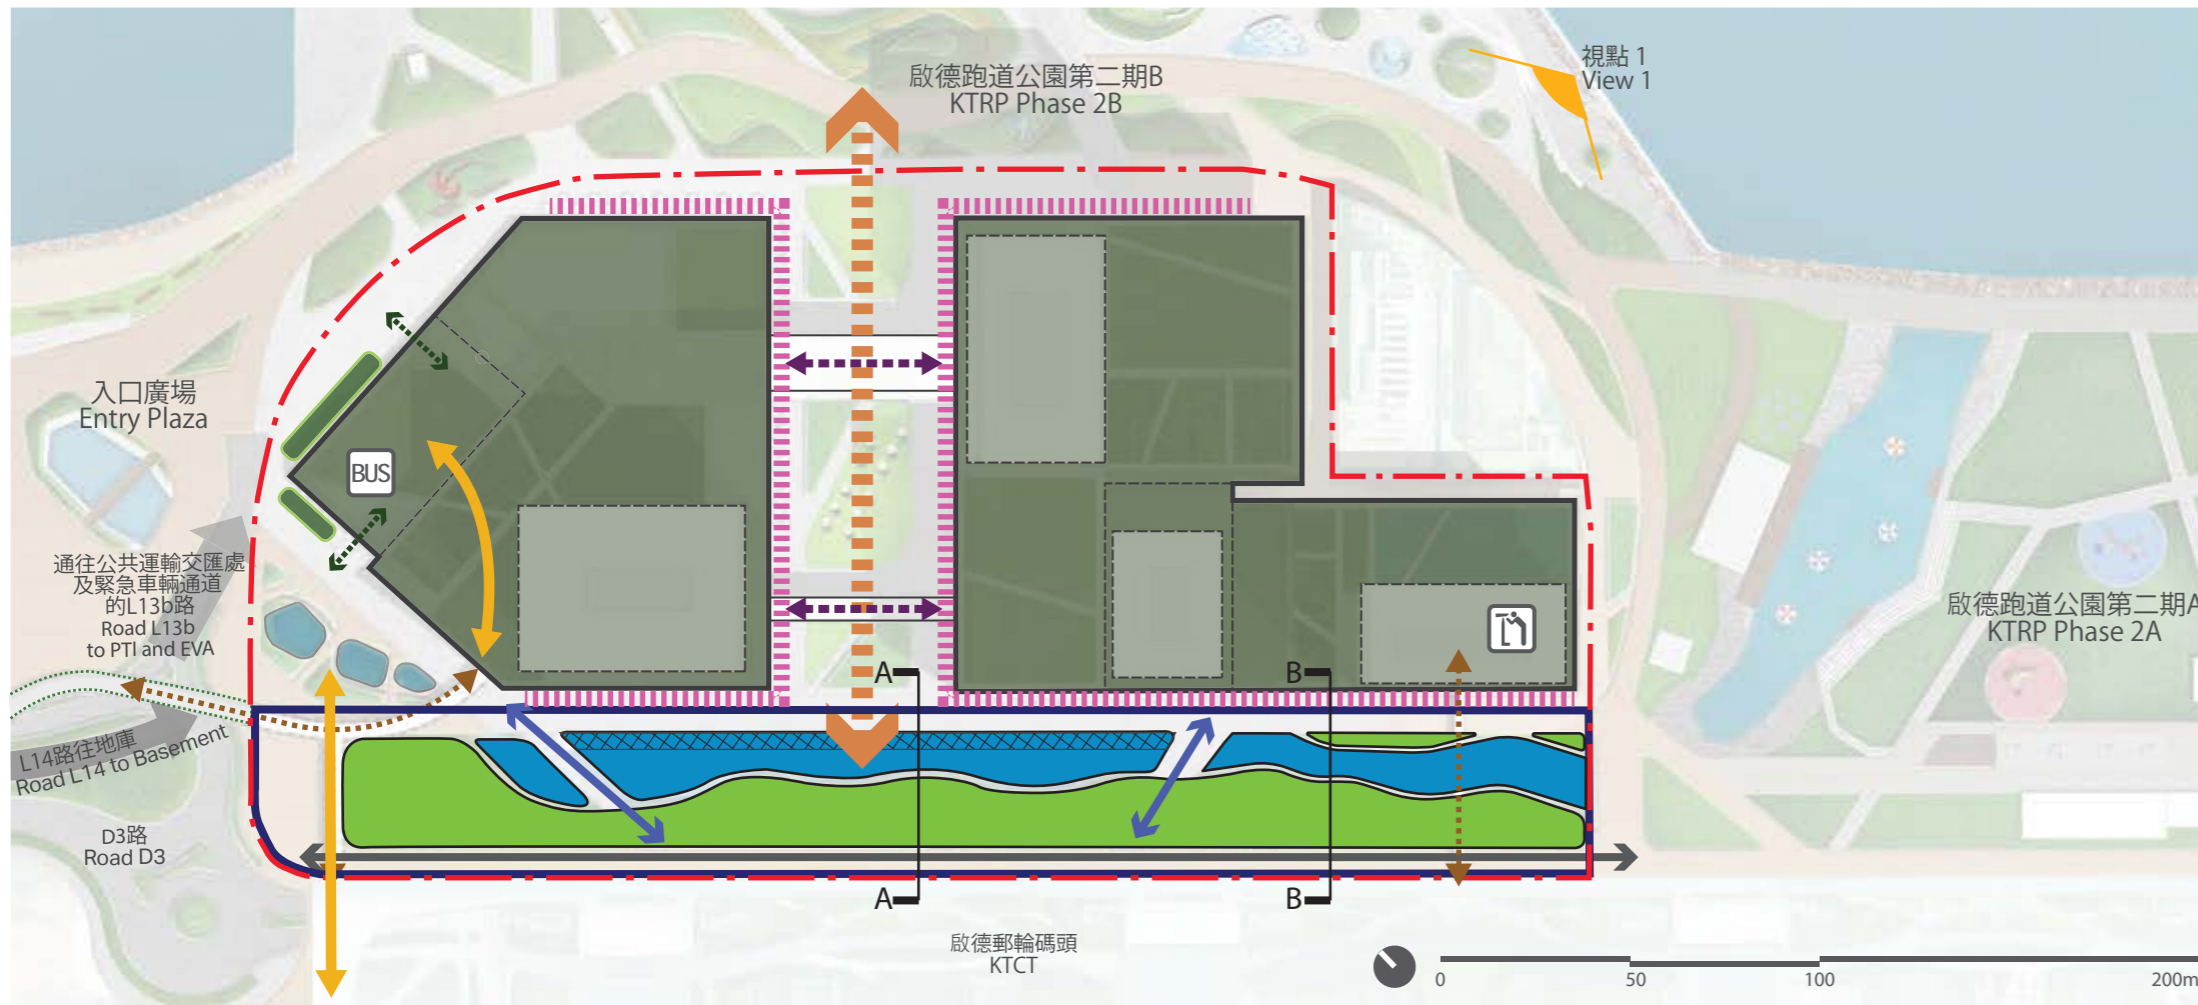 啟德跑道公園第二期B
KTRP Phase 2B
視點 1
View 1
入口廣場
Entry Plaza
BUS
通往公共運輸交匯處
及緊急車輛通道
的L13b路
Road L13b
to PTI and EVA
啟德跑道公園第二期A
KTRP Phase 2A
A
B
L14路往地庫
Road L14 to Basement
D3路
Road D3
A
B
啟德郵輪碼頭
KTCT
0
50
100
200m